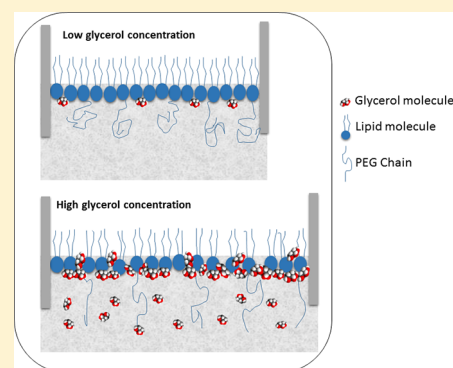 Low glycerol concentration
Glycerol molecule
Lipid molecule
PEG Chain
High glycerol concentration